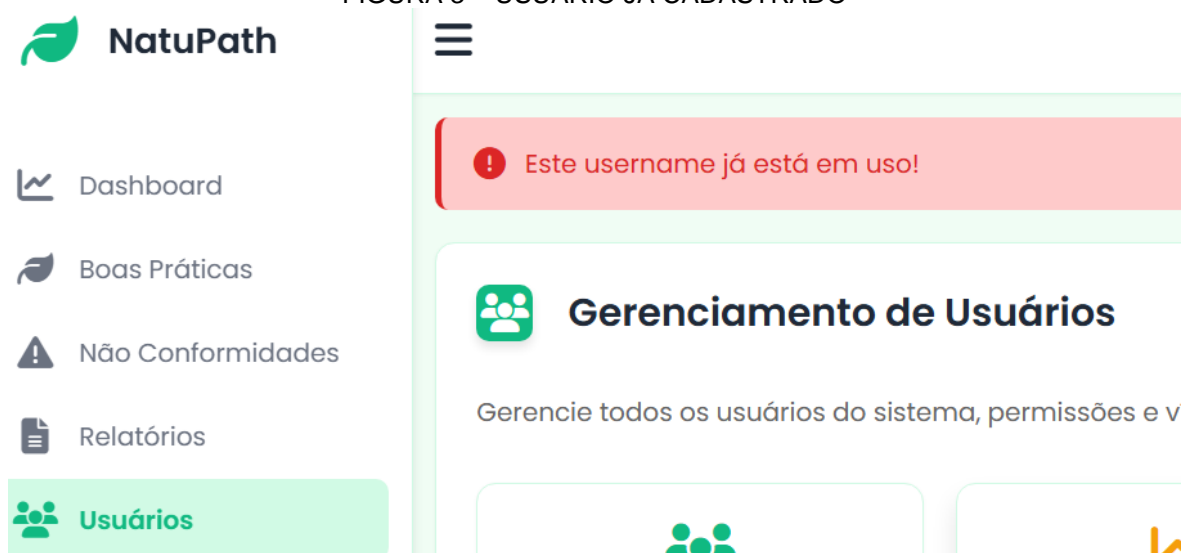 NatuPath
Este username já está em uso!
Dashboard
Boas Práticas
Gerenciamento de Usuários
Não Conformidades
Gerencie todos os usuários do sistema, permissões e
Relatórios
Usuários